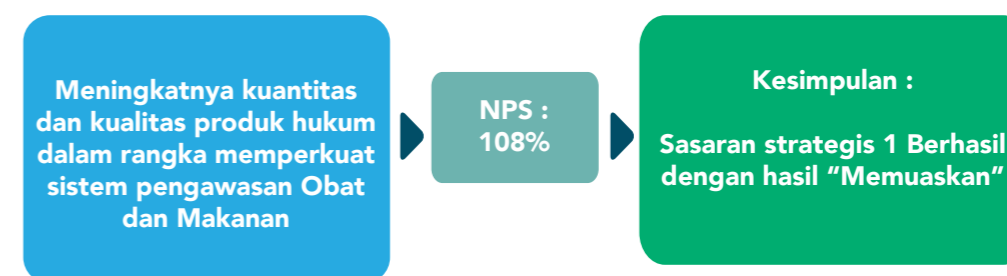 Meningkatnya kuantitas
dan kualitas produk hukum
dalam rangka memperkuat
sistem pengawasan Obat
dan Makanan
NPS :
108%
Kesimpulan :
Sasaran strategis 1 Berhasil
dengan hasil “Memuaskan”